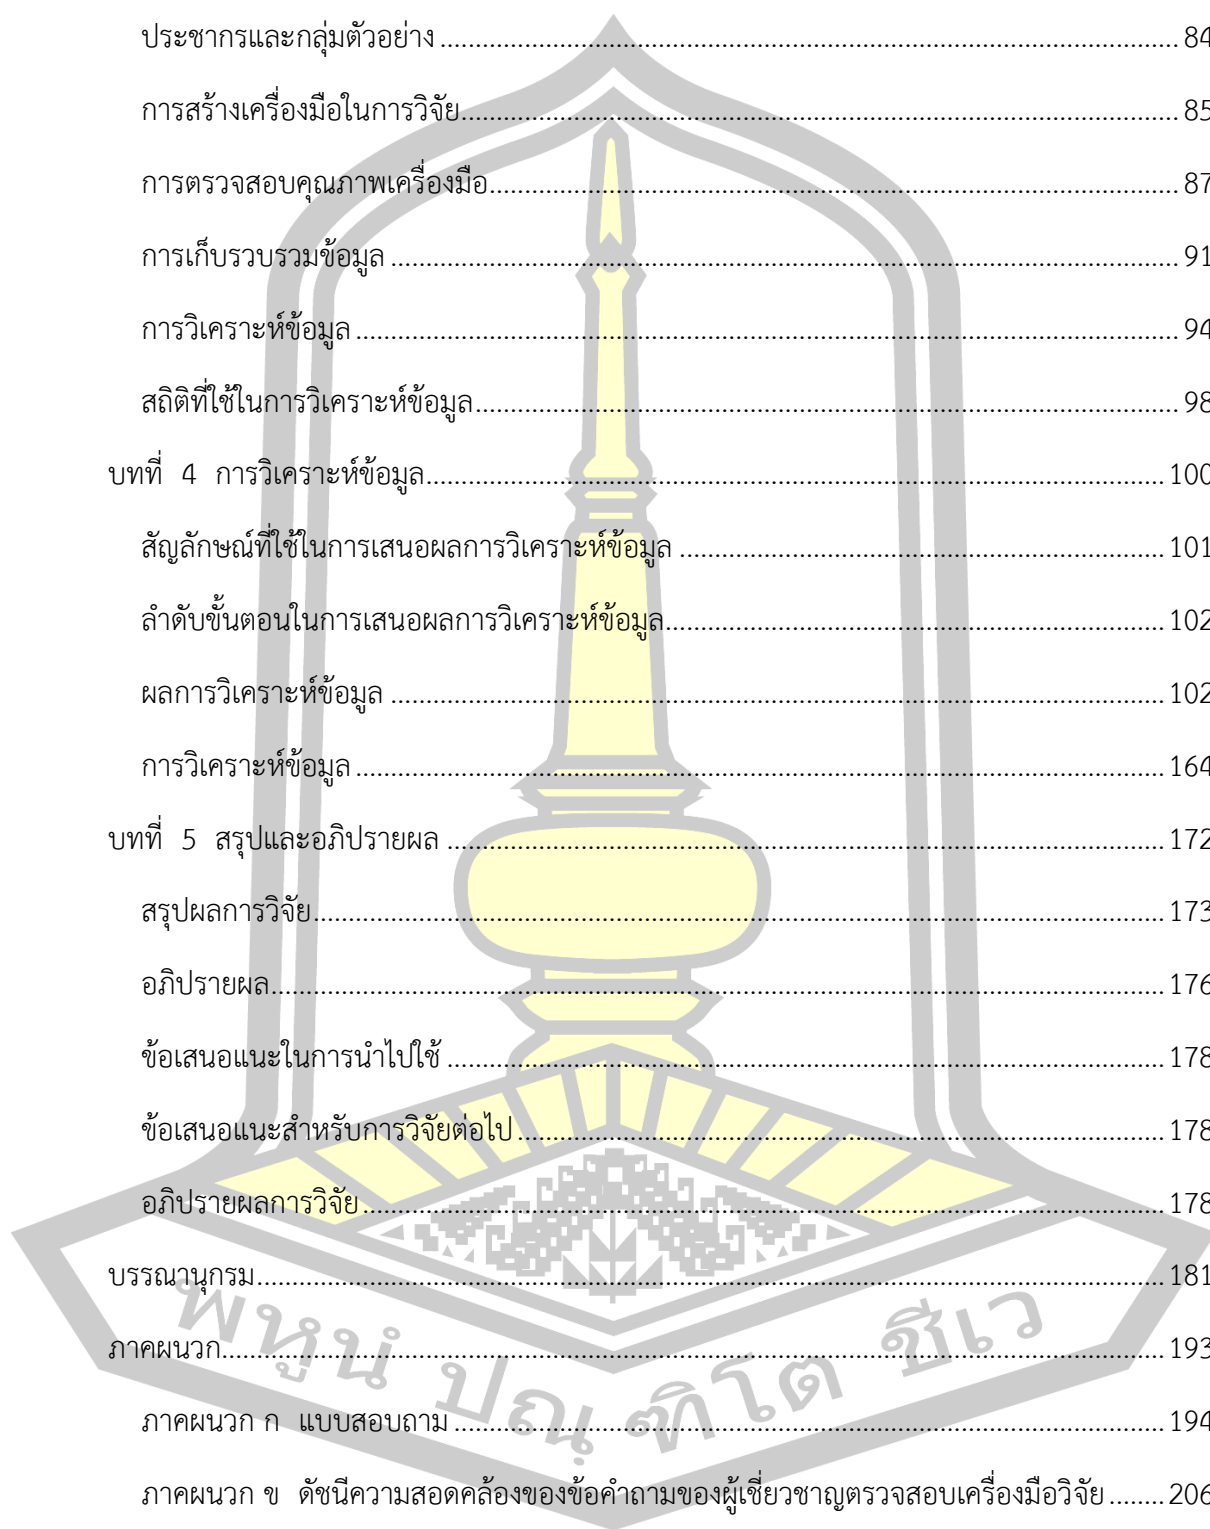 ประชากรและกลุ่มตัวอย่าง ........................................................................................ 84
การสร้างเครื่องมือในการวิจัย ........................................................................................ 85
การตรวจสอบคุณภาพเครื่องมือ ........................................................................................ 87
การเก็บรวบรวมข้อมูล ........................................................................................ 91
การวิเคราะห์ข้อมูล ........................................................................................ 94
สถิติที่ใช้ในการวิเคราะห์ข้อมูล ........................................................................................ 98
บทที่ 4 การวิเคราะห์ข้อมูล ........................................................................................ 100
สัญลักษณ์ที่ใช้ในการเสนอผลการวิเคราะห์ข้อมูล ............................................................ 101
ลำดับขั้นตอนในการเสนอผลการวิเคราะห์ข้อมูล ............................................................ 102
ผลการวิเคราะห์ข้อมูล ........................................................................................ 102
การวิเคราะห์ข้อมูล ........................................................................................ 164
บทที่ 5 สรุปและอภิปรายผล ........................................................................................ 172
สรุปผลการวิจัย ........................................................................................ 173
อภิปรายผล ........................................................................................ 176
ข้อเสนอแนะในการนำไปใช้ ........................................................................................ 178
ข้อเสนอแนะสำหรับการวิจัยต่อไป ................................................................................ 178
อภิปรายผลการวิจัย ........................................................................................ 178
บรรณานุกรม ........................................................................................ 181
ภาคผนวก ........................................................................................ 193
ภาคผนวก ก แบบสอบถาม ........................................................................................ 194
ภาคผนวก ข ดัชนีความสอดคล้องของข้อคำถามของผู้เชี่ยวชาญตรวจสอบเครื่องมือวิจัย ........ 206
พหูนํ ปณฺฑิโต ชีเว